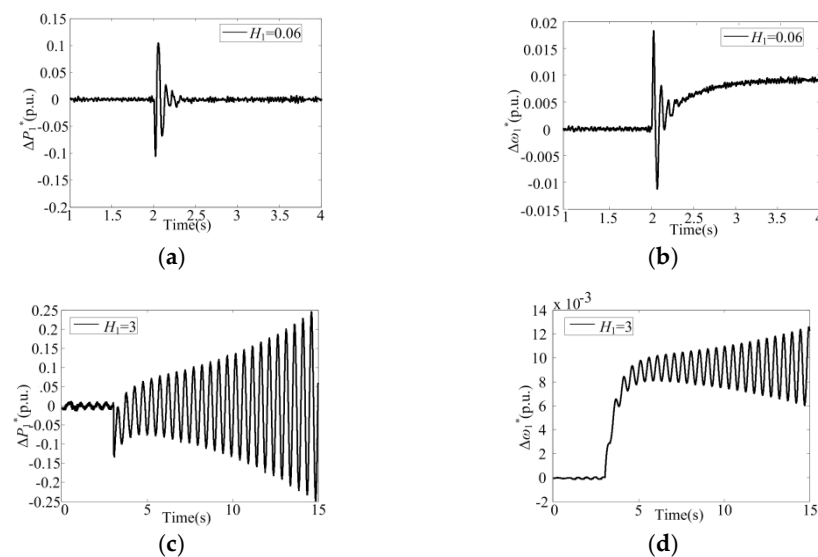 0.15
0.1
0.05
0
-0.05
-0.1
-0.15
-0.2
ΔP₁*(p.u.)
H₁=0.06
1 1.5 2 2.5 3 3.5 4
Time(s)
(a)
0.02
0.015
0.01
0.005
0
-0.005
-0.01
-0.015
Δω₁*(p.u.)
H₁=0.06
1 1.5 2 2.5 3 3.5 4
Time(s)
(b)
0.25
0.2
0.15
0.1
0.05
0
-0.05
-0.1
-0.15
-0.2
0.25
ΔP₁*(p.u.)
H₁=3
0 5 10 15
Time(s)
(c)
x 10⁻³
14
12
10
8
6
4
2
0
-2
Δω₁*(p.u.)
H₁=3
0 5 10 15
Time(s)
(d)